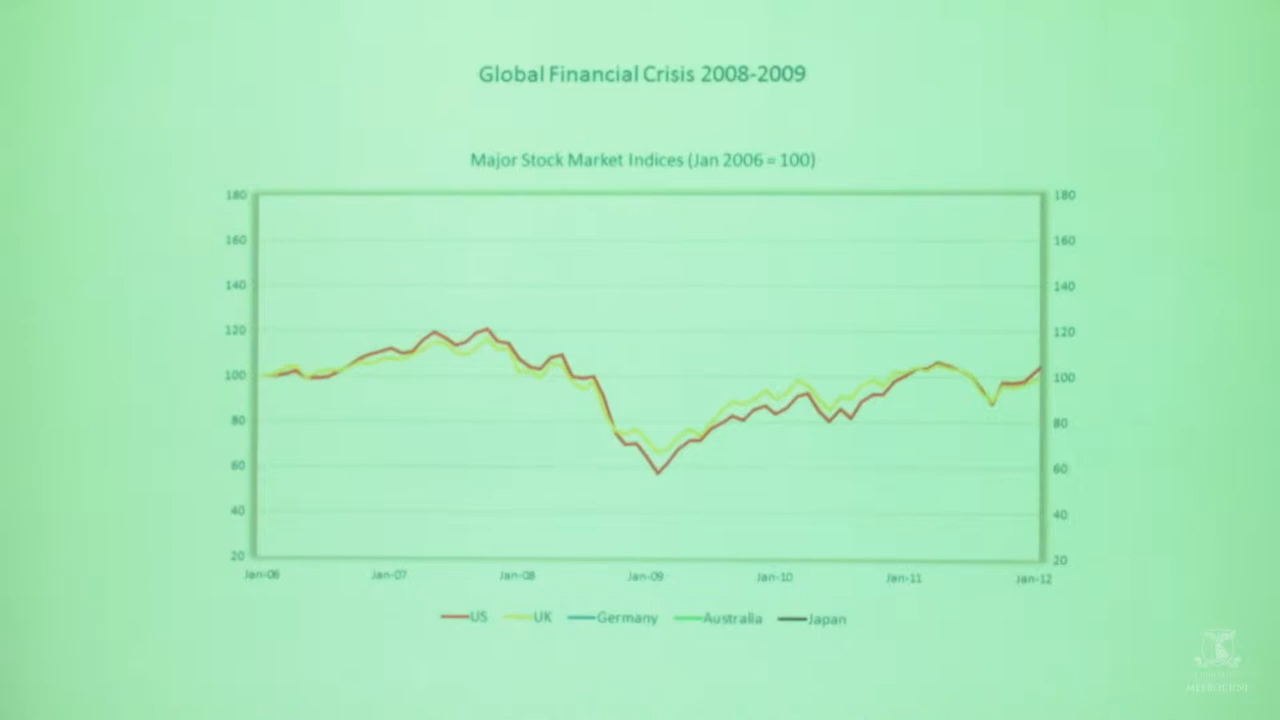 Global Financial Crisis 2008-2009
Major Stock Market Indices (Jan 2006 = 100)
180 180
160 160
140 140
120 120
100 100
80 80
60 60
40 40
20 20
Jan-06 Jan-07 Jan-08 Jan-09 Jan-10 Jan-11 Jan-12
US UK Germany Australia Japan
MELBOURNE